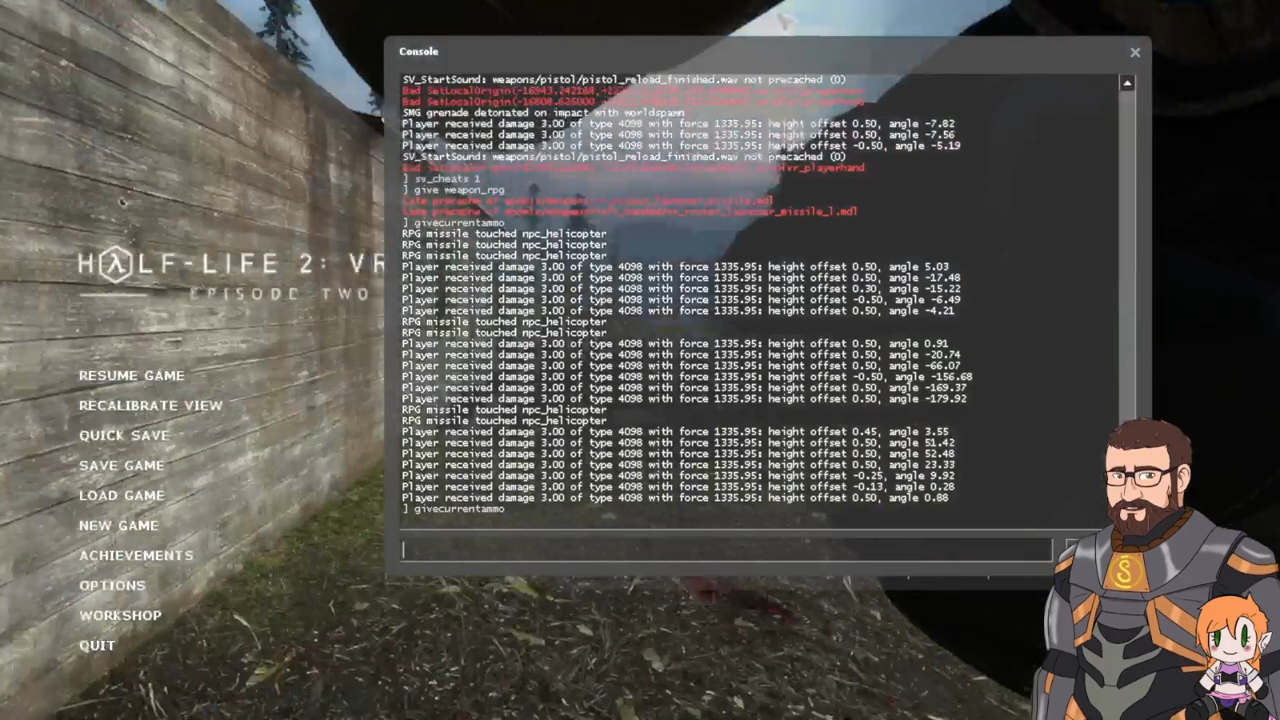 Console
SV_StartSound: weapons/pistol/pistol_reload_finished.wav not precached (0)
Bad SetLocalOrigin(-16943.242188,
Bad SetLocalOrigin(-16808.625000
SMG grenade detonated on impact with worldspawn
Player received damage 3.00 of type 4098 with force 1335.95: height offset 0.50, angle -7.82
Player received damage 3.00 of type 4098 with force 1335.95: height offset 0.50, angle -7.56
Player received damage 3.00 of type 4098 with force 1335.95: height offset -0.50, angle -5.19
SV_StartSound: weapons/pistol/pistol_reload_finished.wav not precached (0)
Bad
] sv_cheats 1
] give weapon_rpg
Late precache of
Late precache of
] givecurrentammo
RPG missile touched npc_helicopter
RPG missile touched npc_helicopter
RPG missile touched npc_helicopter
Player received damage 3.00 of type 4098 with force 1335.95: height offset 0.50, angle 5.03
Player received damage 3.00 of type 4098 with force 1335.95: height offset 0.50, angle -17.48
Player received damage 3.00 of type 4098 with force 1335.95: height offset 0.30, angle -15.22
Player received damage 3.00 of type 4098 with force 1335.95: height offset -0.50, angle -6.49
Player received damage 3.00 of type 4098 with force 1335.95: height offset 0.50, angle -4.21
RPG missile touched npc_helicopter
RPG missile touched npc_helicopter
Player received damage 3.00 of type 4098 with force 1335.95: height offset 0.50, angle 0.91
Player received damage 3.00 of type 4098 with force 1335.95: height offset 0.50, angle -20.74
Player received damage 3.00 of type 4098 with force 1335.95: height offset 0.50, angle -66.07
Player received damage 3.00 of type 4098 with force 1335.95: height offset -0.50, angle -156.68
Player received damage 3.00 of type 4098 with force 1335.95: height offset 0.50, angle -169.37
Player received damage 3.00 of type 4098 with force 1335.95: height offset 0.50, angle -179.92
RPG missile touched npc_helicopter
RPG missile touched npc_helicopter
Player received damage 3.00 of type 4098 with force 1335.95: height offset 0.45, angle 3.55
Player received damage 3.00 of type 4098 with force 1335.95: height offset 0.50, angle 51.42
Player received damage 3.00 of type 4098 with force 1335.95: height offset 0.50, angle 52.48
Player received damage 3.00 of type 4098 with force 1335.95: height offset 0.50, angle 23.33
Player received damage 3.00 of type 4098 with force 1335.95: height offset -0.25, angle 9.92
Player received damage 3.00 of type 4098 with force 1335.95: height offset -0.13, angle 0.28
Player received damage 3.00 of type 4098 with force 1335.95: height offset 0.50, angle 0.88
] givecurrentammo
HλLF-LIFE 2: VR
EPISODE TWO
RESUME GAME
RECALIBRATE VIEW
QUICK SAVE
SAVE GAME
LOAD GAME
NEW GAME
ACHIEVEMENTS
OPTIONS
WORKSHOP
QUIT